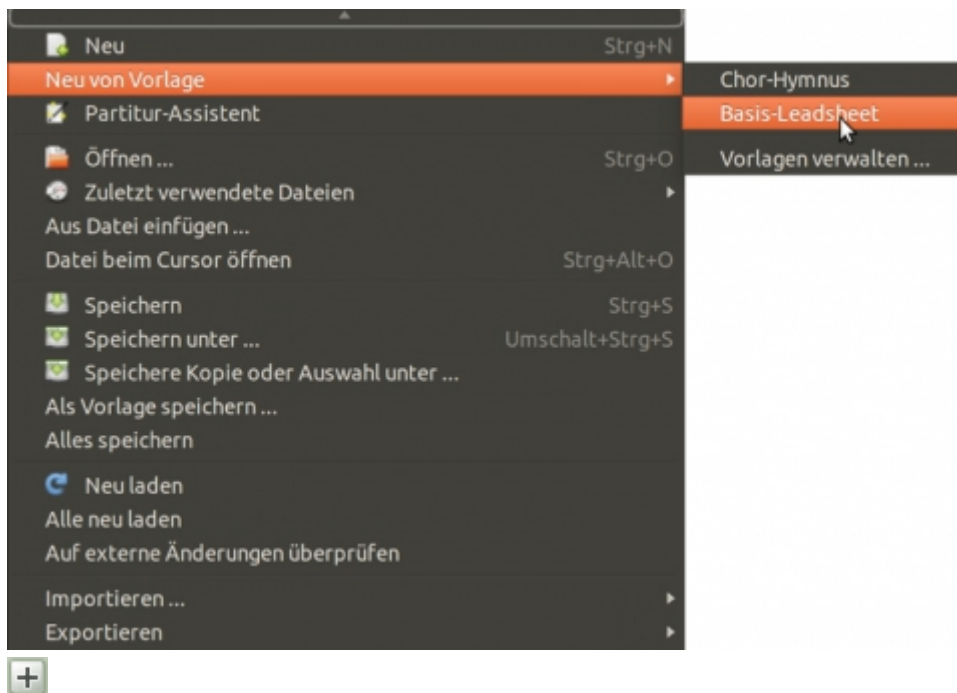 Neu Strg+N
Neu von Vorlage
Partitur-Assistent
Öffnen ... Strg+O
Zuletzt verwendete Dateien
Aus Datei einfügen ...
Datei beim Cursor öffnen Strg+Alt+O
Speichern Strg+S
Speichern unter ... Umschalt+Strg+S
Speichere Kopie oder Auswahl unter ...
Als Vorlage speichern ...
Alles speichern
Neu laden
Alle neu laden
Auf externe Änderungen überprüfen
Importieren ...
Exportieren
Chor-Hymnus
Basis-Leadsheet
Vorlagen verwalten ...